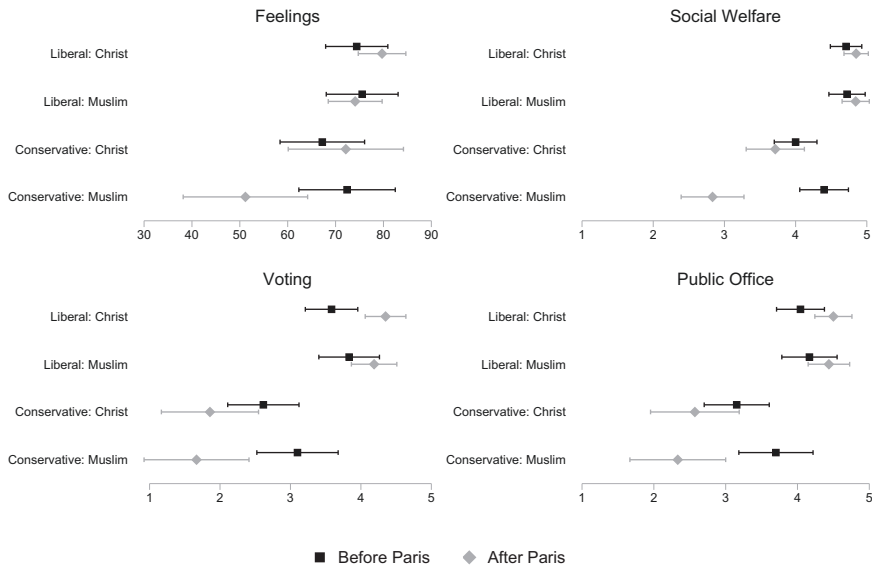 Feelings
Liberal: Christ
Liberal: Muslim
Conservative: Christ
Conservative: Muslim
30 40 50 60 70 80 90
Social Welfare
Liberal: Christ
Liberal: Muslim
Conservative: Christ
Conservative: Muslim
1 2 3 4 5
Voting
Liberal: Christ
Liberal: Muslim
Conservative: Christ
Conservative: Muslim
1 2 3 4 5
Public Office
Liberal: Christ
Liberal: Muslim
Conservative: Christ
Conservative: Muslim
1 2 3 4 5
Before Paris After Paris